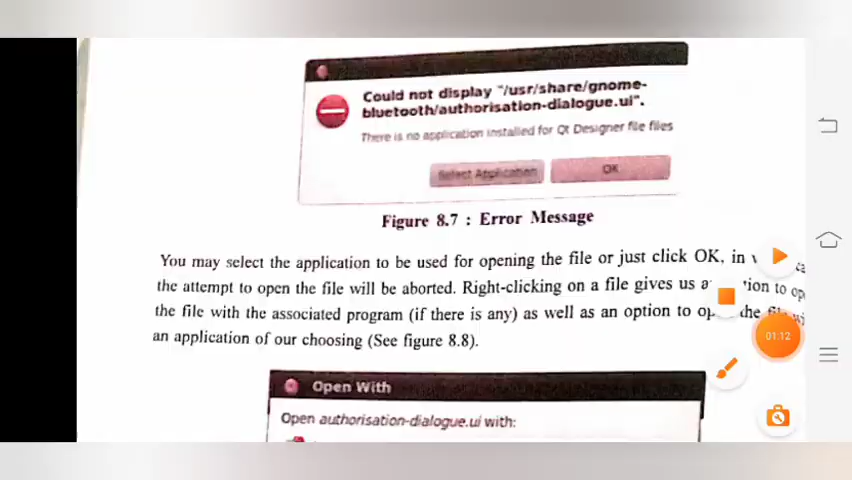 Could not display "/usr/share/gnome-
bluetooth/authorisation-dialogue.ui".
There is no application installed for Qt Designer file files
Select Application
OK
Figure 8.7 : Error Message
You may select the application to be used for opening the file or just click OK, in
the attempt to open the file will be aborted. Right-clicking on a file gives us
the file with the associated program (if there is any) as well as an option to the
an application of our choosing (See figure 8.8).
01:12
Open With
Open authorisation-dialogue.ui with: